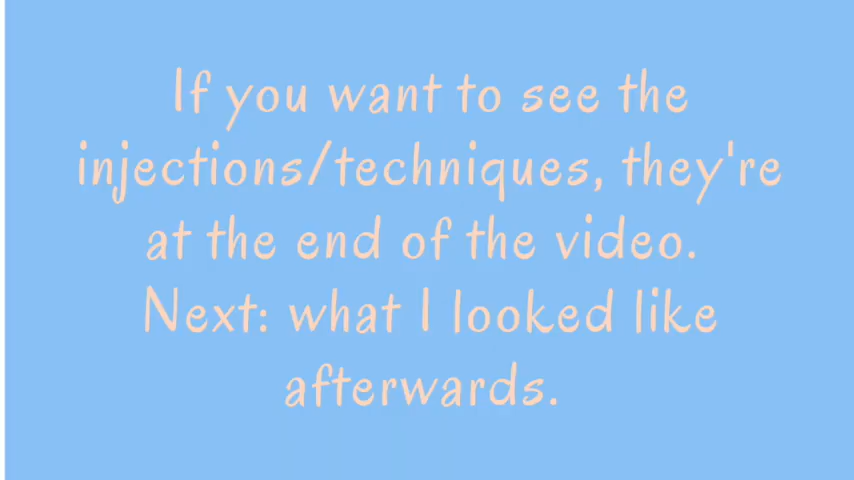 If you want to see the
injections/techniques, they're
at the end of the video.
Next: what I looked like
afterwards.